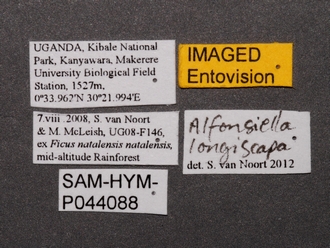 UGANDA, Kibale National
Park, Kanyawara, Makerere
University Biological Field
Station, 1527m,
0°33.962'N 30°21.994'E
IMAGED
Entovision
7.viii.2008, S. van Noort
& M. McLeish, UG08-F146,
ex Ficus natalensis natalensis,
mid-altitude Rainforest
Alfonsiella
longiscapa
det. S. van Noort 2012
SAM-HYM-
P044088